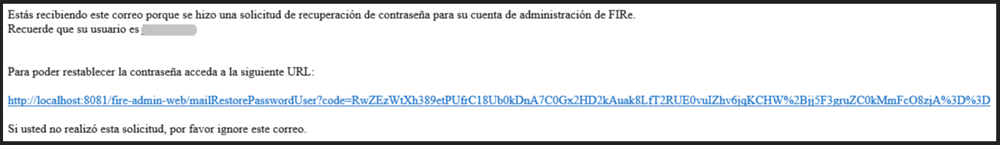 Estás recibiendo este correo porque se hizo una solicitud de recuperación de contraseña para su cuenta de administración de FIRe.
Recuerde que su usuario es
Para poder restablecer la contraseña acceda a la siguiente URL:
http://localhost:8081/fire-admin-web/mailRestorePasswordUser?code=RwZEzWtXh389etPUfrC18Ub0kDnA7C0Gx2HD2kAuak8LfT2RUE0vuIZhv6jqKCHW%2Bjj5F3gruZC0kMmFcO8zjA%3D%3D
Si usted no realizó esta solicitud, por favor ignore este correo.